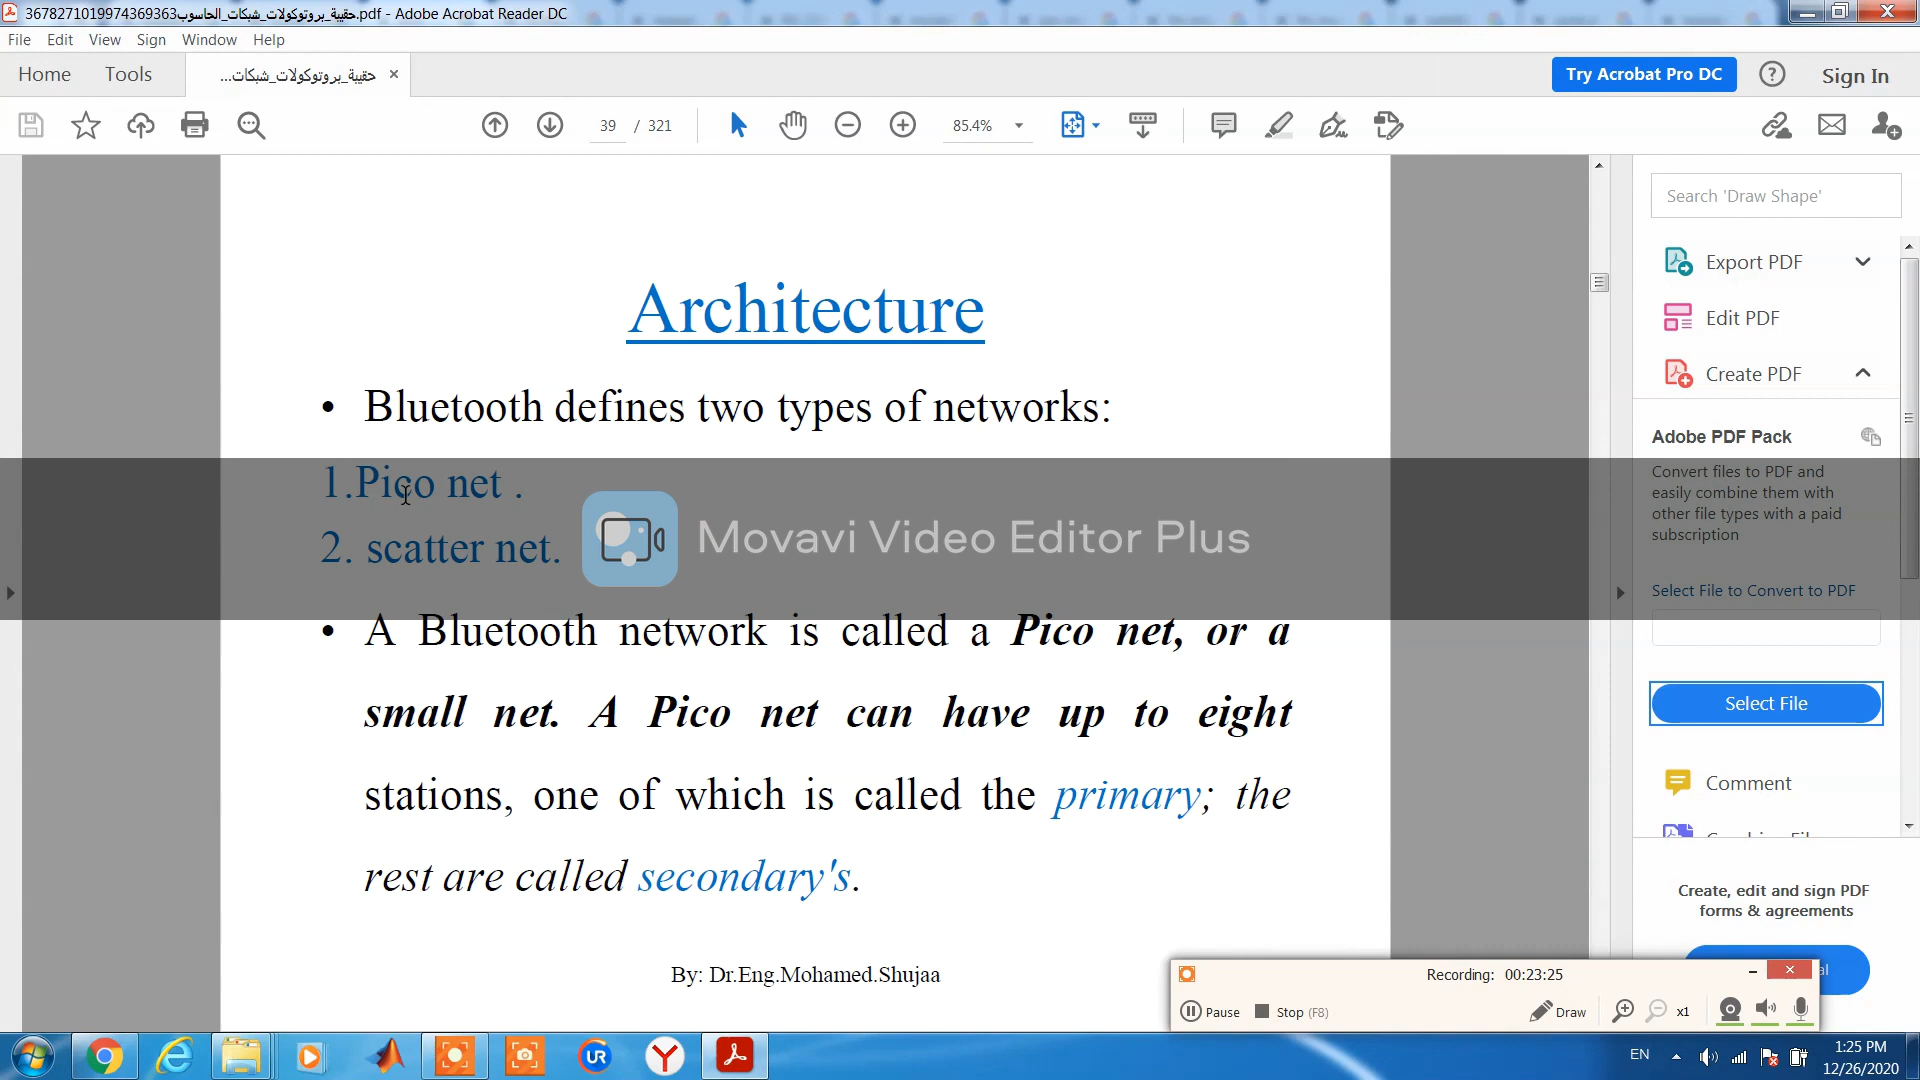 3678271019974369363حقيبة_بروتوكولات_شبكات_الحاسوب.pdf - Adobe Acrobat Reader DC
File Edit View Sign Window Help
Home Tools حقيبة_بروتوكولات_شبكات... × Try Acrobat Pro DC Sign In
39 / 321 85.4%
Search 'Draw Shape'
Export PDF
Edit PDF
Create PDF
Adobe PDF Pack
Convert files to PDF and
easily combine them with
other file types with a paid
subscription
Select File to Convert to PDF
Select File
Comment
Create, edit and sign PDF
forms & agreements
Architecture
• Bluetooth defines two types of networks:
1.Pico net .
2. scatter net.
Movavi Video Editor Plus
• A Bluetooth network is called a Pico net, or a
small net. A Pico net can have up to eight
stations, one of which is called the primary; the
rest are called secondary's.
By: Dr.Eng.Mohamed.Shujaa
Recording: 00:23:25
Pause Stop (F8) Draw x1
UR
EN
1:25 PM
12/26/2020